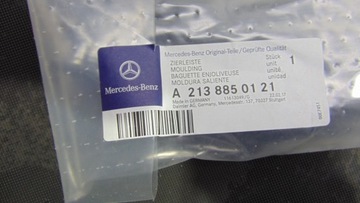 Mercedes-Benz Original-Teile/Geprüfte Qualität
ZIERLEISTE
MOULDING
BAQUETTE ENJOLIVEUSE
MOLDURA SALIENTE
Stück
unit
unité
unidad
1
Mercedes-Benz
A 213 885 01 21
Made in GERMANY
Daimler AG, Germany, Mercedesstr. 137, 70327 Stuttgart